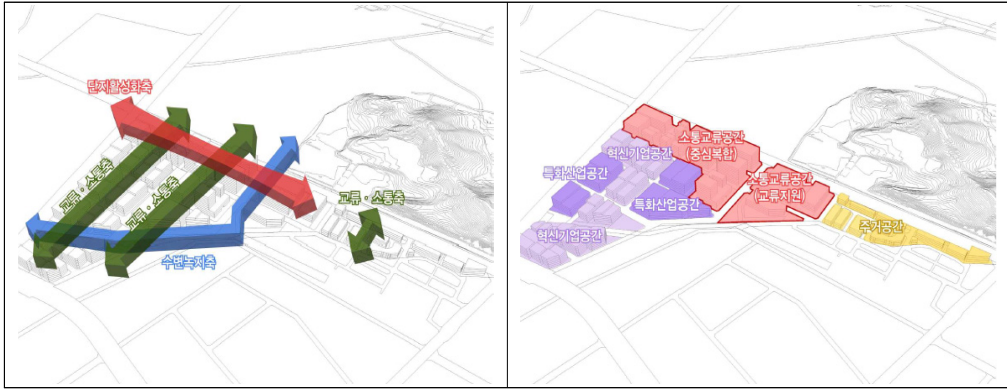 단지활성화축
교류·소통축
교류·소통축
교류·소통축
수변녹지축
소통교류공간
(중심복합)
혁신기업공간
특화산업공간
소통교류공간
(교류지원)
특화산업공간
주거공간
혁신기업공간